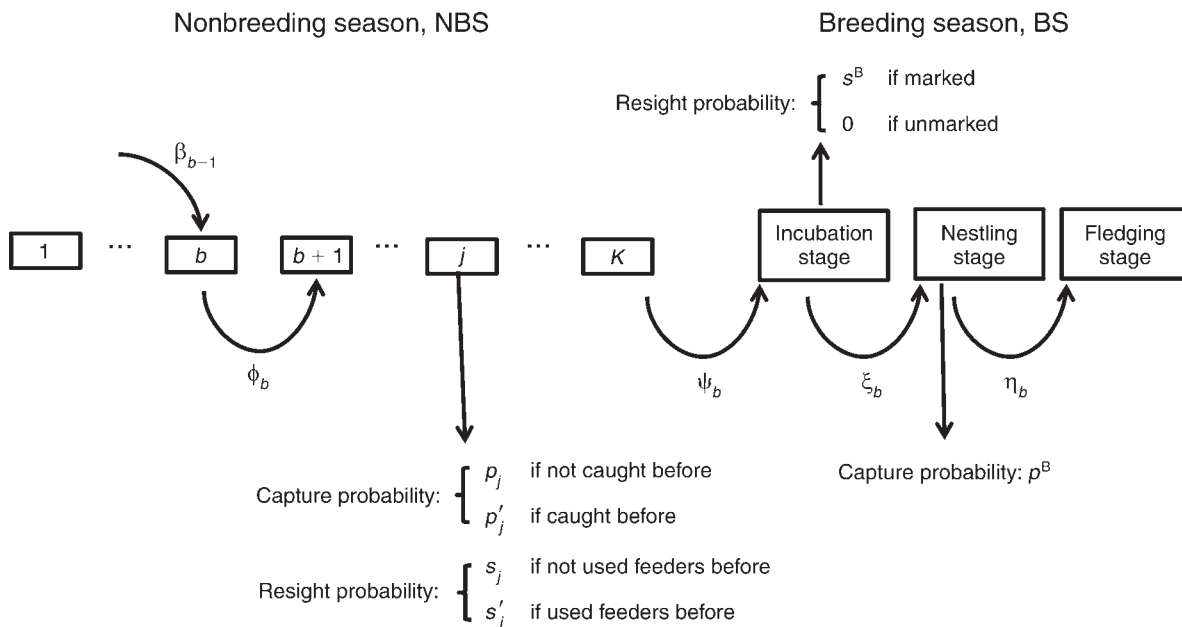 Nonbreeding season, NBS
Breeding season, BS
Resight probability: { s^B if marked
0 if unmarked
β_{b−1}
1 ... b b + 1 ... j ... K
Incubation stage
Nestling stage
Fledging stage
ϕ_b
ψ_b ξ_b η_b
Capture probability: { p_j if not caught before
p′_j if caught before
Capture probability: p^B
Resight probability: { s_j if not used feeders before
s′_j if used feeders before